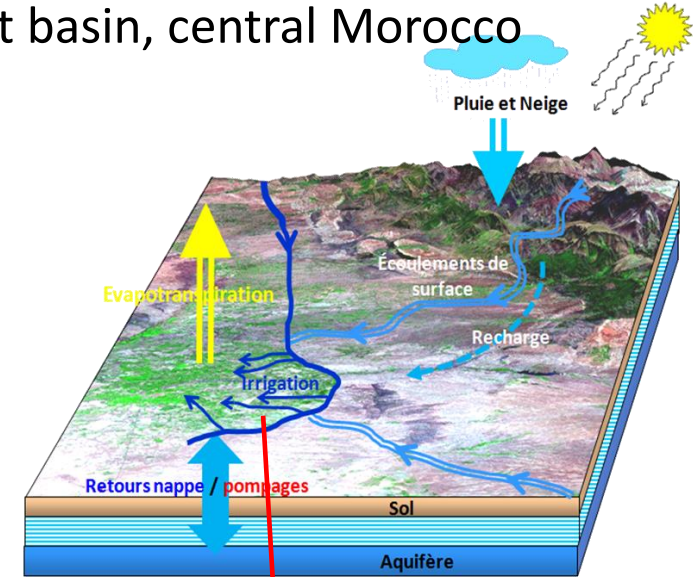 t basin, central Morocco
Pluie et Neige
Écoulements de
surface
Evapotranspiration
Recharge
Irrigation
Retours nappe / pompages
Sol
Aquifère